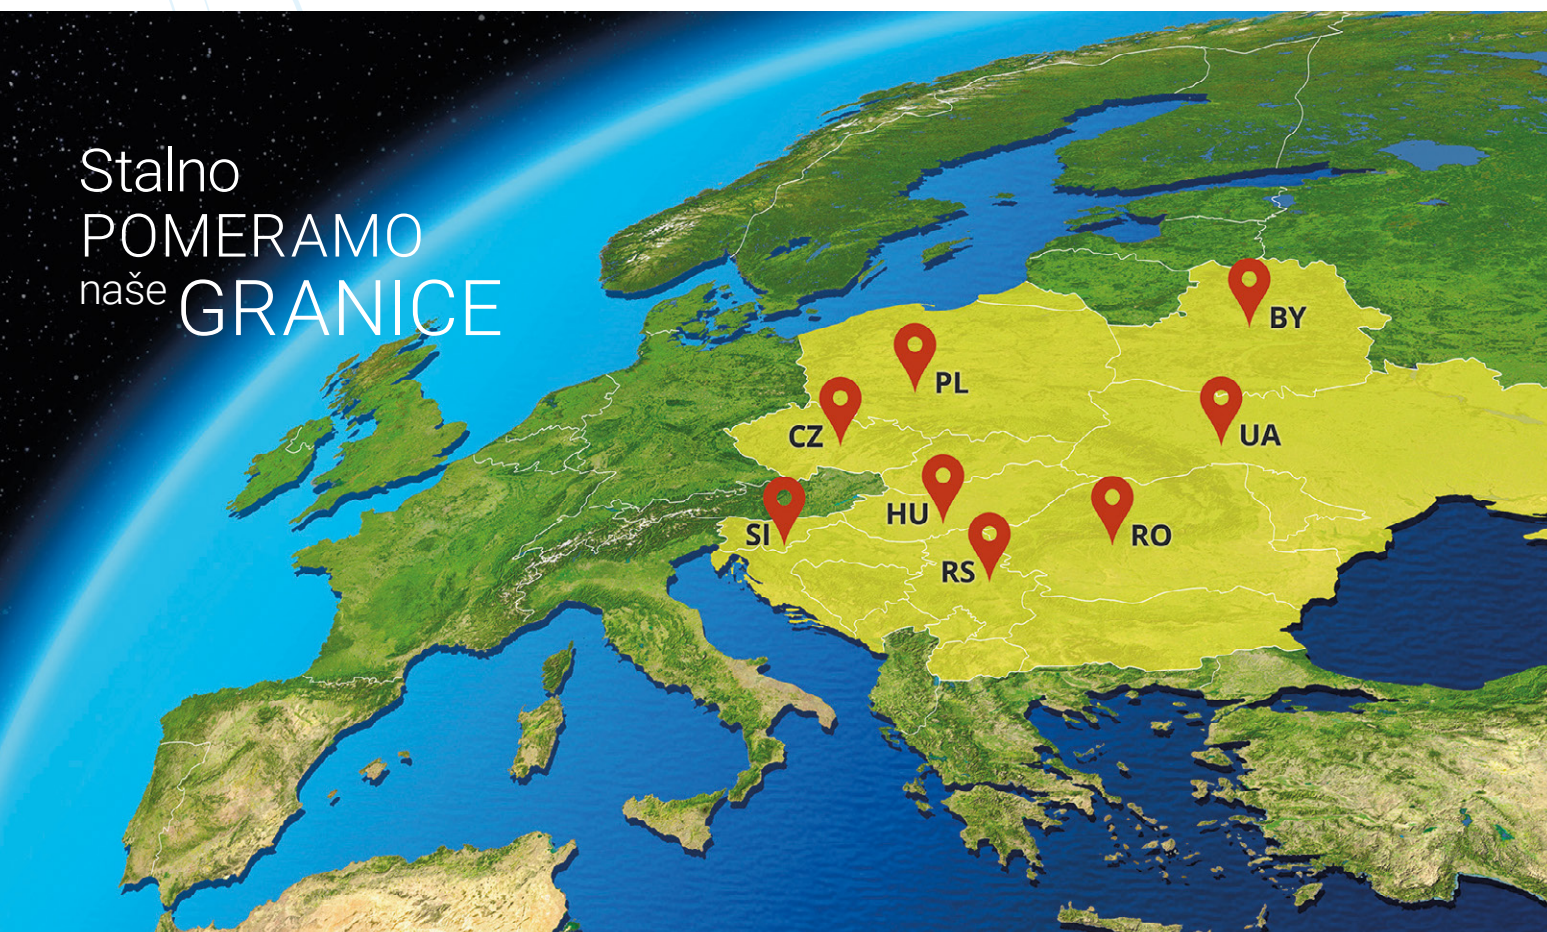 Stalno
POMERAMO
naše GRANICE
BY
PL
CZ
UA
HU
SI
RO
RS